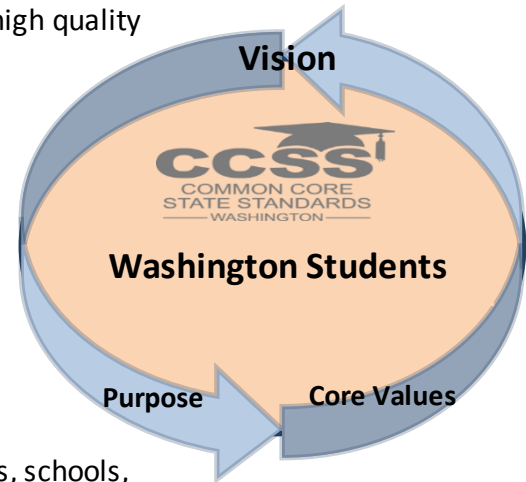 high quality
Vision
CCSS
COMMON CORE
STATE STANDARDS
WASHINGTON
Washington Students
Purpose
Core Values
s, schools,